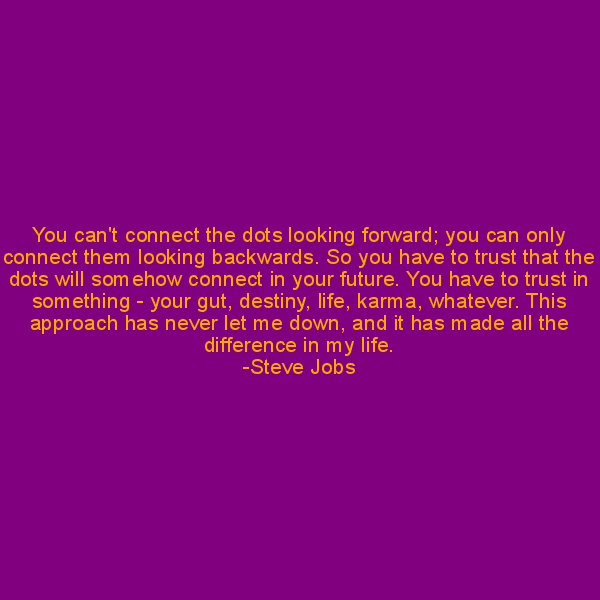 You can't connect the dots looking forward; you can only
connect them looking backwards. So you have to trust that the
dots will somehow connect in your future. You have to trust in
something - your gut, destiny, life, karma, whatever. This
approach has never let me down, and it has made all the
difference in my life.
-Steve Jobs